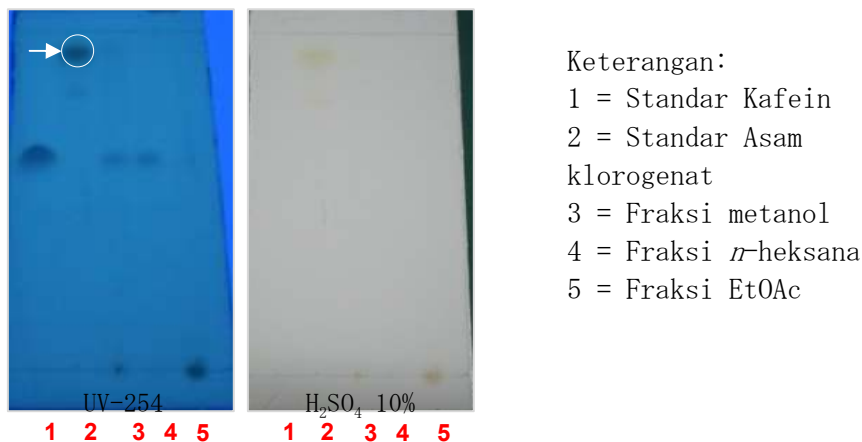 UV-254
1 2 3 4 5
H₂SO₄ 10%
1 2 3 4 5
Keterangan:
1 = Standar Kafein
2 = Standar Asam
klorogenat
3 = Fraksi metanol
4 = Fraksi n-heksana
5 = Fraksi EtOAc